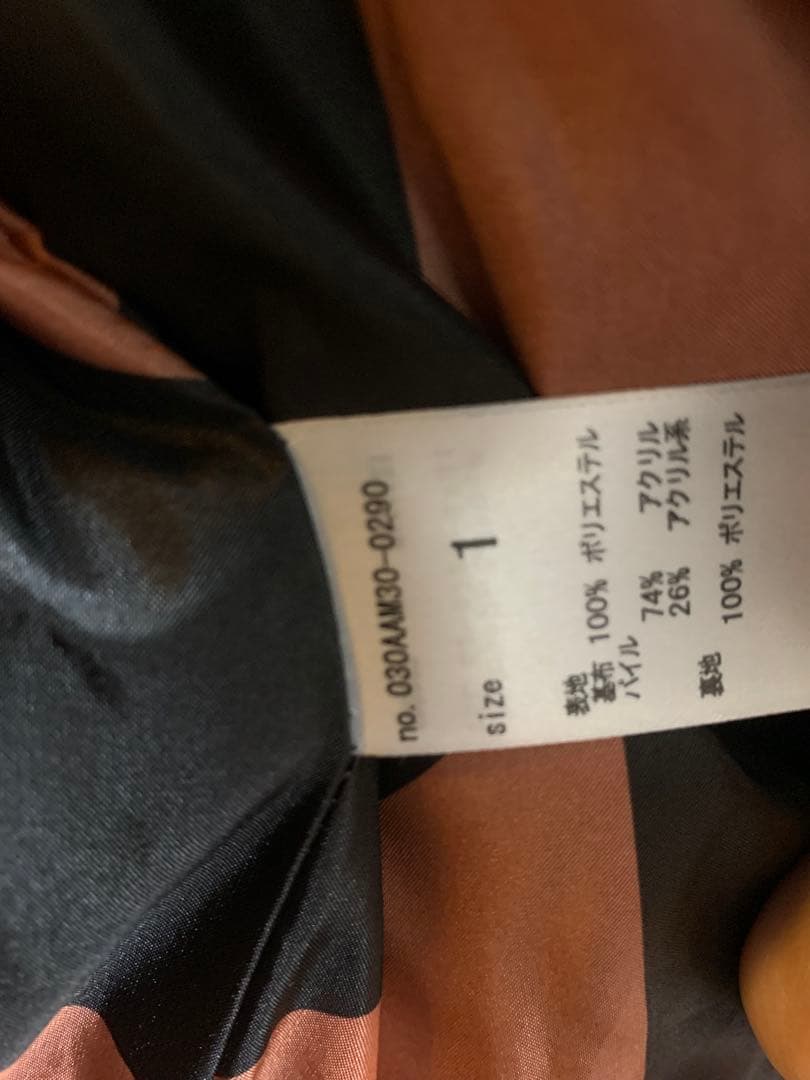 no. 030AAM30-0290
size 1
表地
基布 100% ポリエステル
パイル
74% アクリル
26% アクリル系
裏地 100% ポリエステル